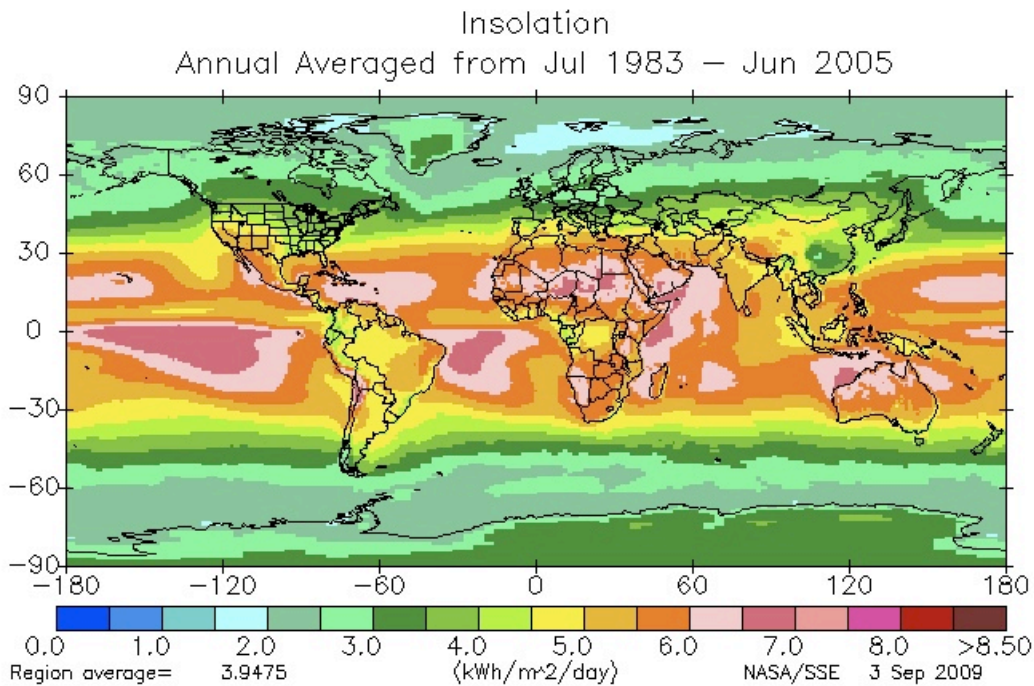 Insolation
Annual Averaged from Jul 1983 – Jun 2005
90
60
30
0
−30
−60
−90
−180 −120 −60 0 60 120 180
0.0 1.0 2.0 3.0 4.0 5.0 6.0 7.0 8.0 >8.50
Region average= 3.9475 (kWh/m^2/day) NASA/SSE 3 Sep 2009